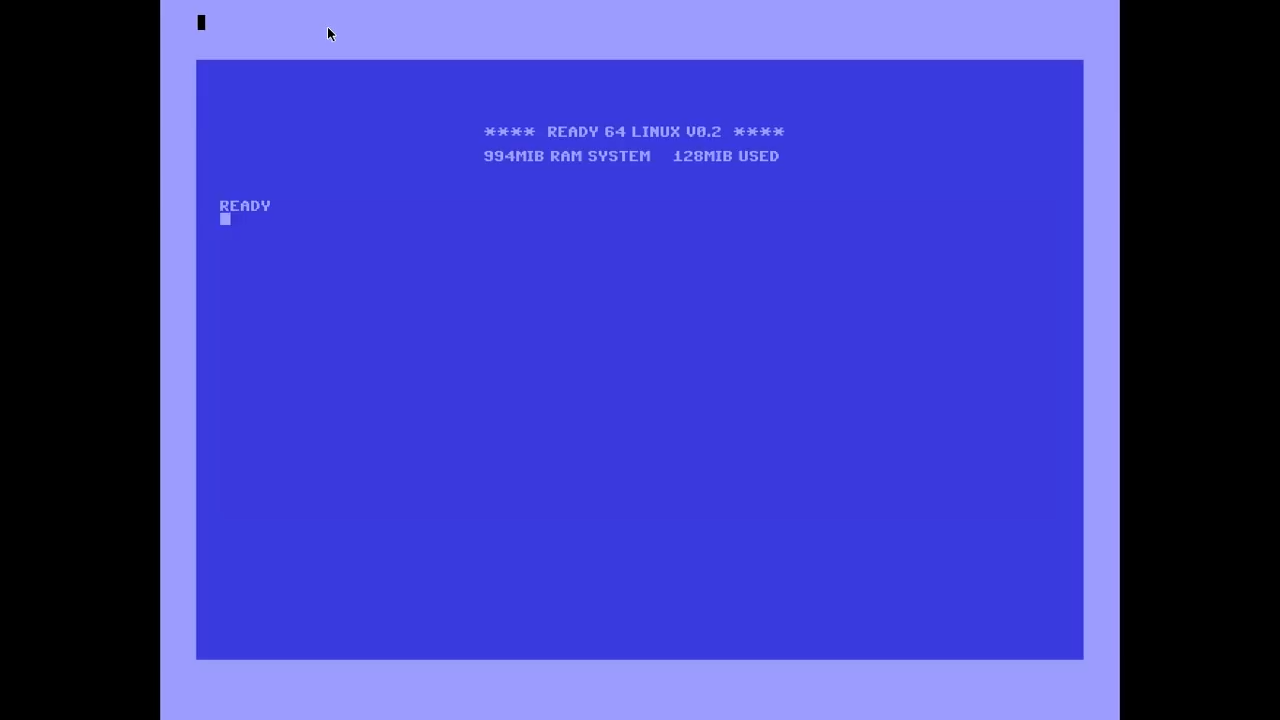 **** READY 64 LINUX V0.2 ****
994MIB RAM SYSTEM 128MIB USED
READY